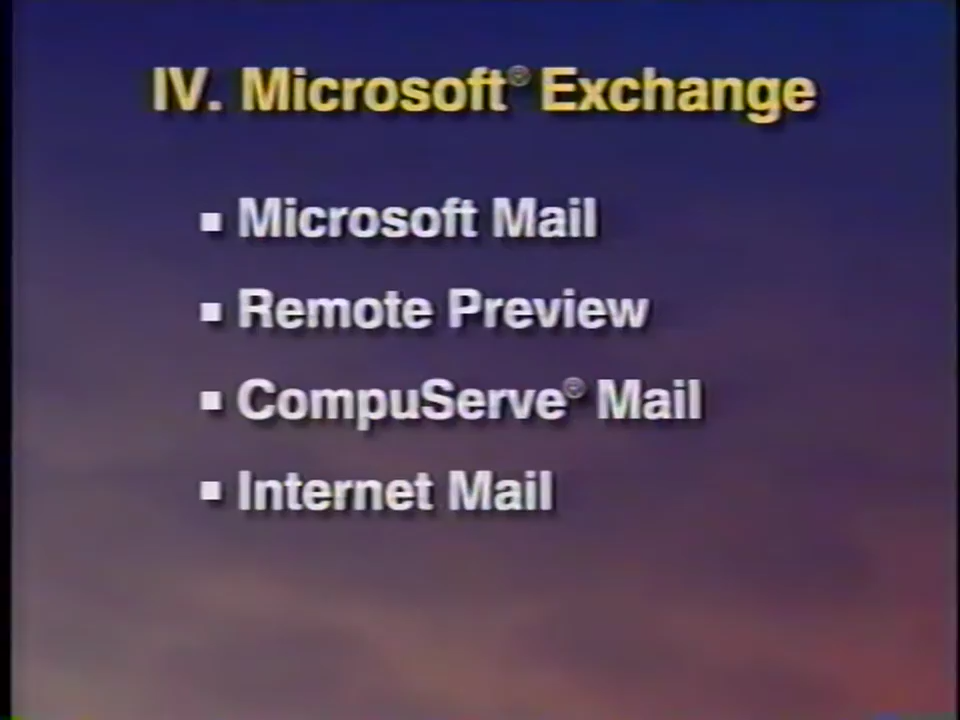 IV. Microsoft® Exchange
▪ Microsoft Mail
▪ Remote Preview
▪ CompuServe® Mail
▪ Internet Mail